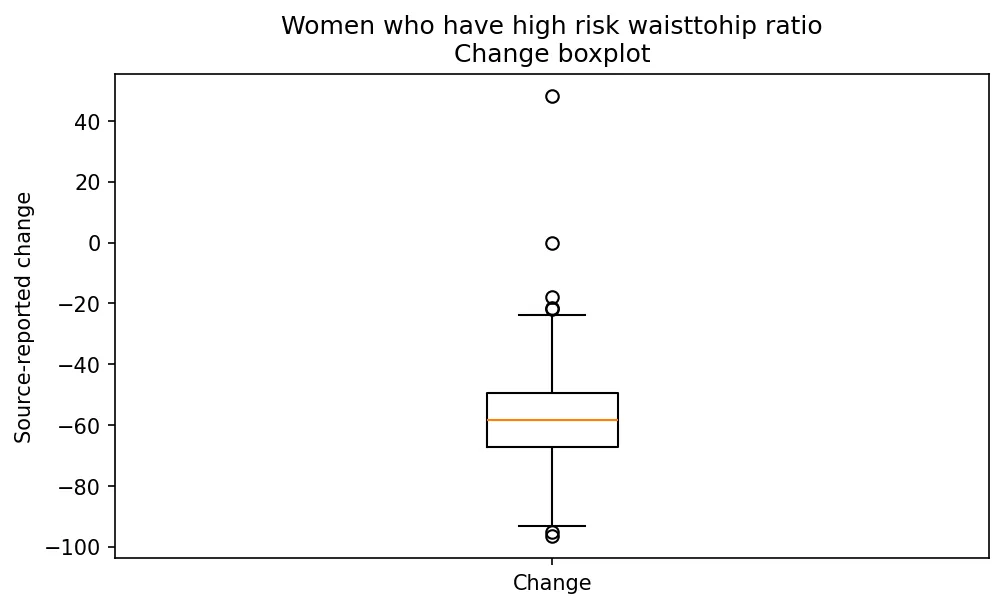 Women who have high risk waisttohip ratio
Change boxplot
Source-reported change
40
20
0
−20
−40
−60
−80
−100
Change